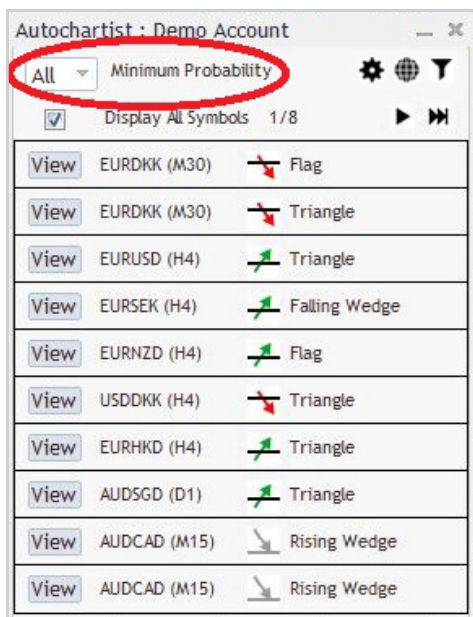 Autochartist : Demo Account
All Minimum Probability
Display All Symbols 1/8
View EURDKK (M30) Flag
View EURDKK (M30) Triangle
View EURUSD (H4) Triangle
View EURSEK (H4) Falling Wedge
View EURNZD (H4) Flag
View USDDKK (H4) Triangle
View EURHKD (H4) Triangle
View AUDSGD (D1) Triangle
View AUDCAD (M15) Rising Wedge
View AUDCAD (M15) Rising Wedge